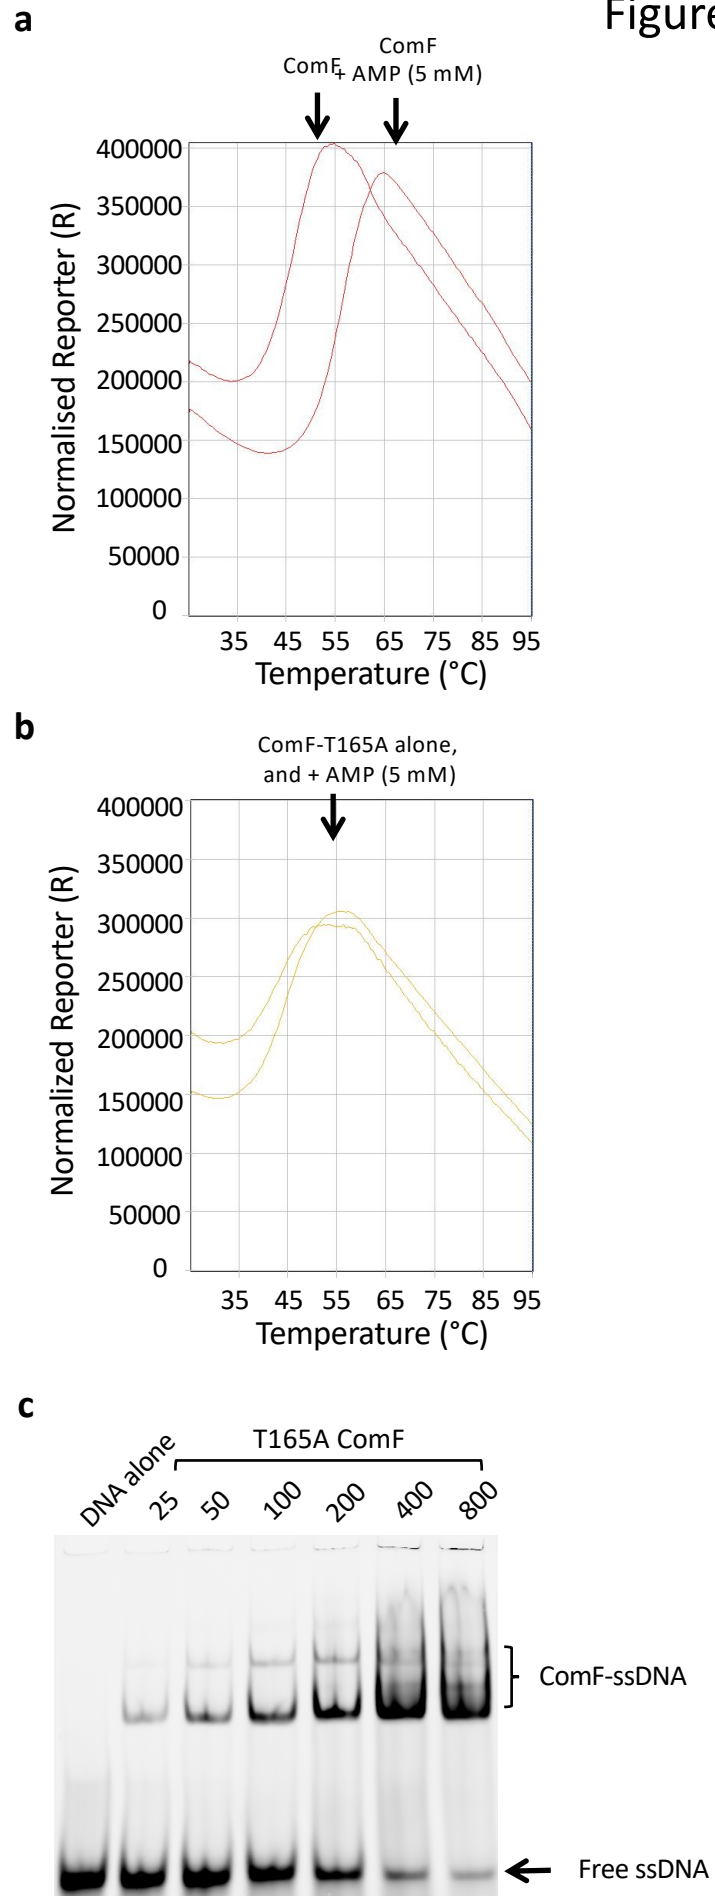 a
Figure
ComF
ComF
+ AMP (5 mM)
Normalised Reporter (R)
400000
350000
300000
250000
200000
150000
100000
50000
0
35 45 55 65 75 85 95
Temperature (°C)
b
ComF-T165A alone,
and + AMP (5 mM)
Normalized Reporter (R)
400000
350000
300000
250000
200000
150000
100000
50000
0
35 45 55 65 75 85 95
Temperature (°C)
c
T165A ComF
DNA alone 25 50 100 200 400 800
ComF-ssDNA
Free ssDNA